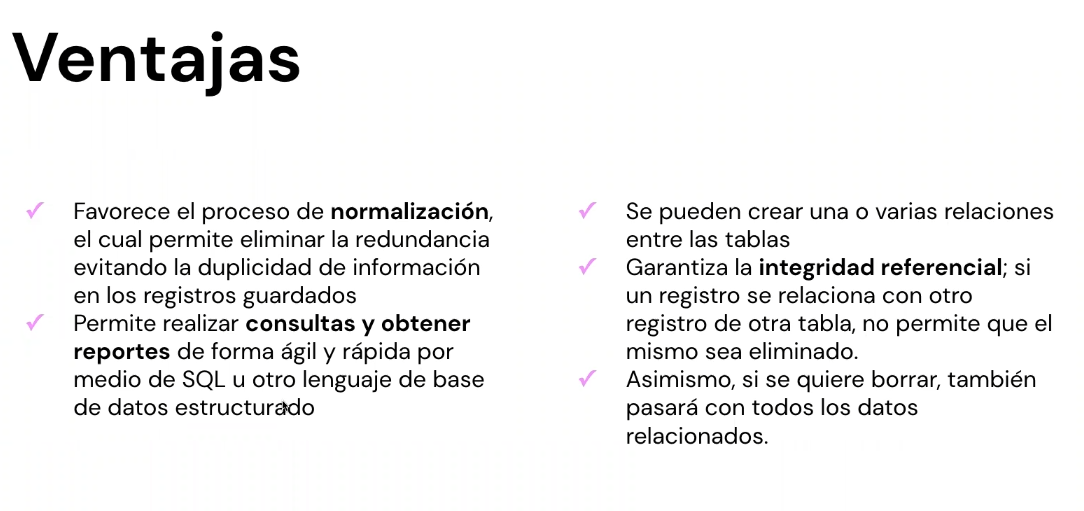 Ventajas
Favorece el proceso de normalización,
el cual permite eliminar la redundancia
evitando la duplicidad de información
en los registros guardados
Permite realizar consultas y obtener
reportes de forma ágil y rápida por
medio de SQL u otro lenguaje de base
de datos estructurado
Se pueden crear una o varias relaciones
entre las tablas
Garantiza la integridad referencial; si
un registro se relaciona con otro
registro de otra tabla, no permite que el
mismo sea eliminado.
Asimismo, si se quiere borrar, también
pasará con todos los datos
relacionados.